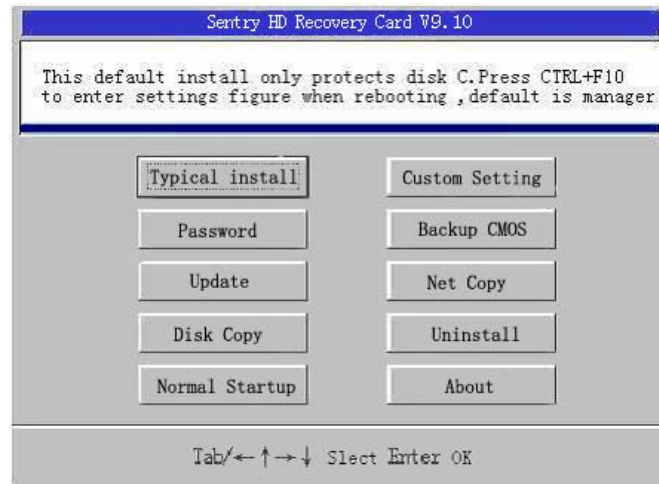 Sentry HD Recovery Card V9.10
This default install only protects disk C.Press CTRL+F10
to enter settings figure when rebooting ,default is manager
Typical install
Custom Setting
Password
Backup CMOS
Update
Net Copy
Disk Copy
Uninstall
Normal Startup
About
Tab/←↑→↓ Slect Enter OK